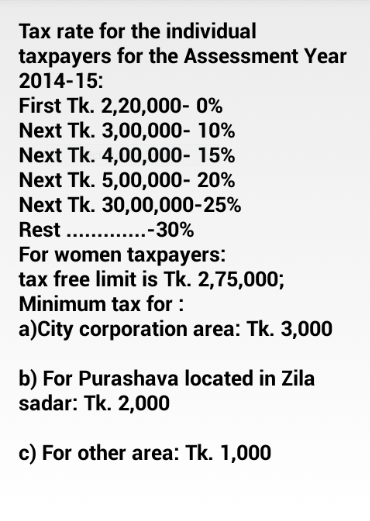 Tax rate for the individual
taxpayers for the Assessment Year
2014-15:
First Tk. 2,20,000- 0%
Next Tk. 3,00,000- 10%
Next Tk. 4,00,000- 15%
Next Tk. 5,00,000- 20%
Next Tk. 30,00,000-25%
Rest .............-30%
For women taxpayers:
tax free limit is Tk. 2,75,000;
Minimum tax for :
a)City corporation area: Tk. 3,000
b) For Purashava located in Zila
sadar: Tk. 2,000
c) For other area: Tk. 1,000